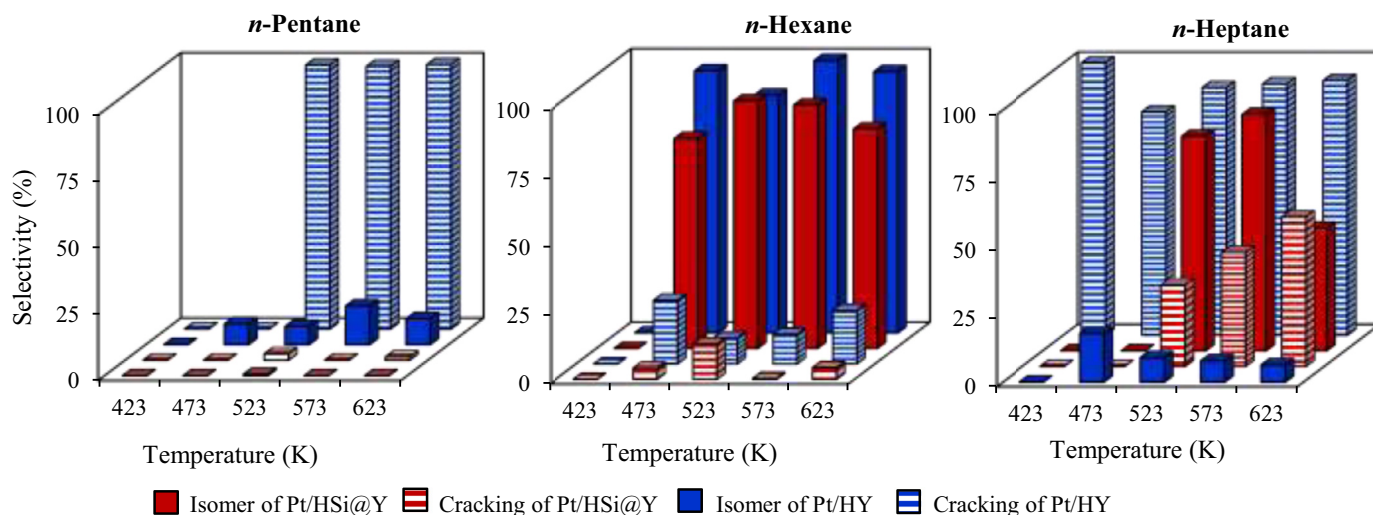 n-Pentane
n-Hexane
n-Heptane
Selectivity (%)
100
75
50
25
0
423 473 523 573 623
Temperature (K)
100
75
50
25
0
423 473 523 573 623
Temperature (K)
100
75
50
25
0
423 473 523 573 623
Temperature (K)
Isomer of Pt/HSi@Y Cracking of Pt/HSi@Y Isomer of Pt/HY Cracking of Pt/HY